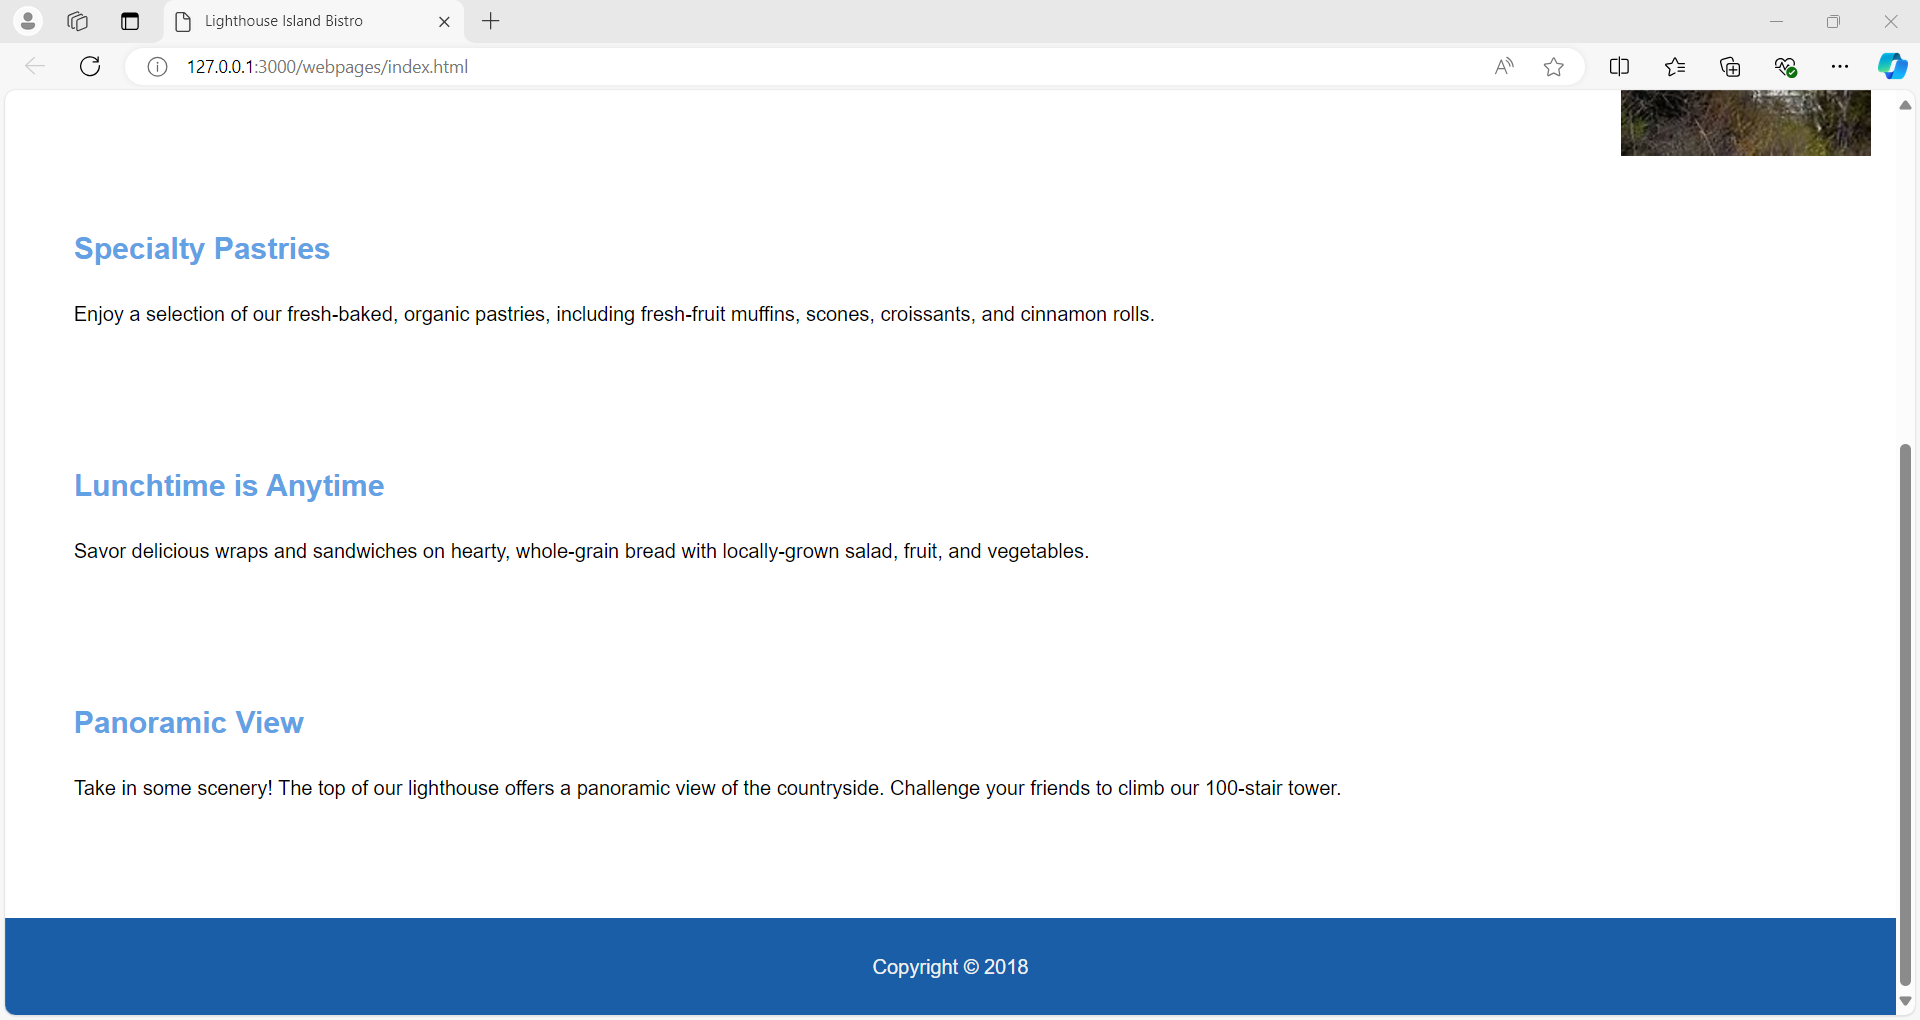 Lighthouse Island Bistro
127.0.0.1:3000/webpages/index.html
Specialty Pastries
Enjoy a selection of our fresh-baked, organic pastries, including fresh-fruit muffins, scones, croissants, and cinnamon rolls.
Lunchtime is Anytime
Savor delicious wraps and sandwiches on hearty, whole-grain bread with locally-grown salad, fruit, and vegetables.
Panoramic View
Take in some scenery! The top of our lighthouse offers a panoramic view of the countryside. Challenge your friends to climb our 100-stair tower.
Copyright © 2018